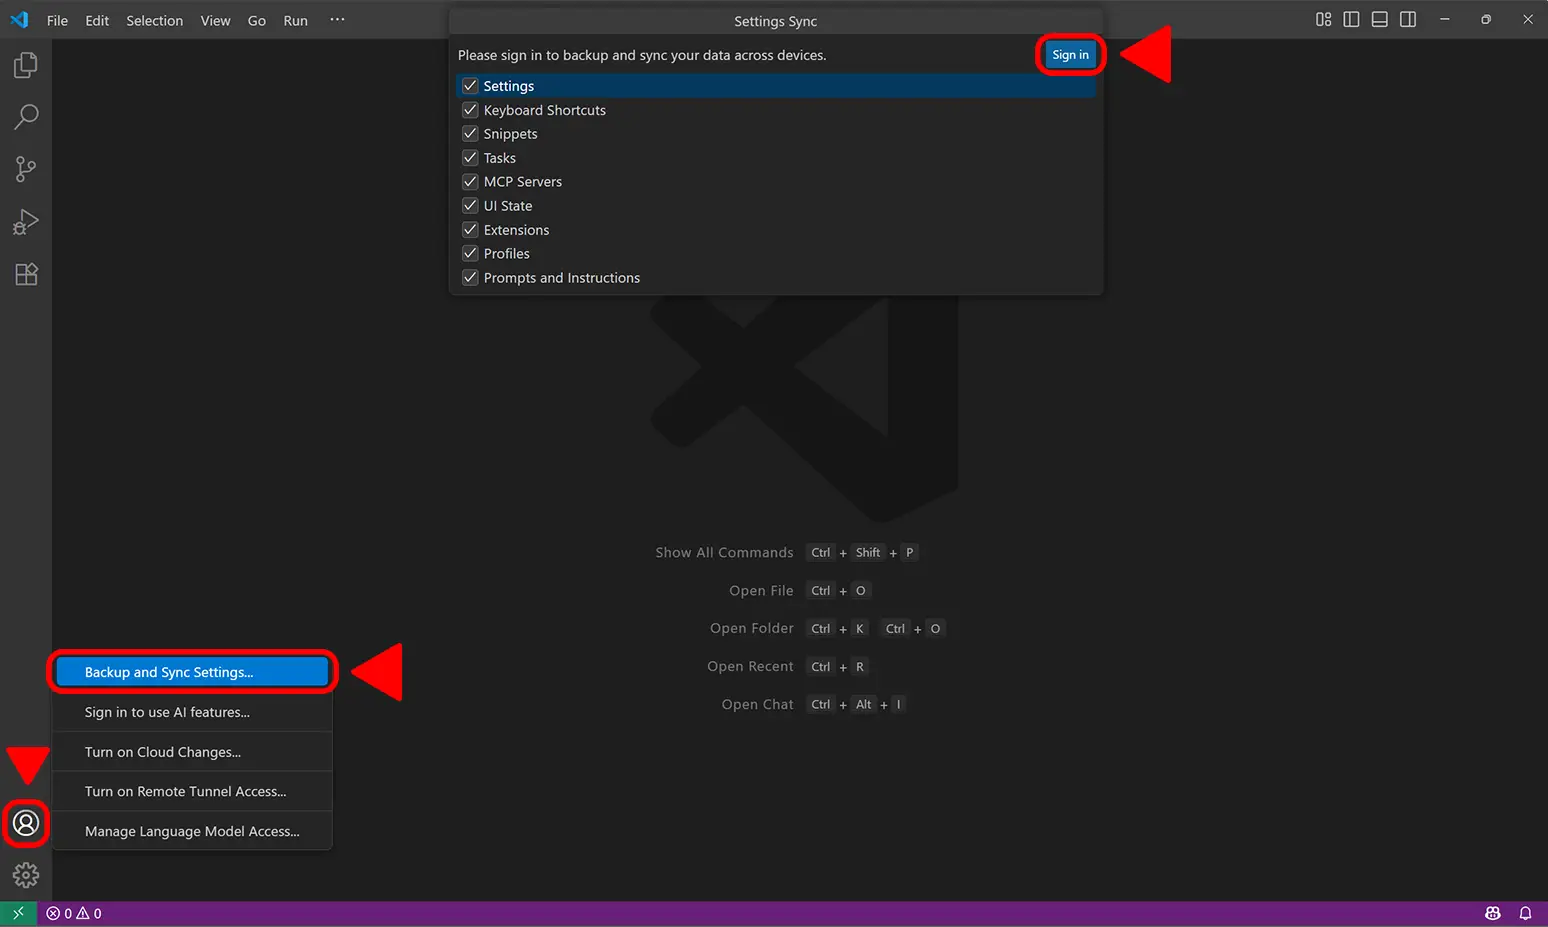 File Edit Selection View Go Run ···
Settings Sync
Please sign in to backup and sync your data across devices.
Sign in
Settings
Keyboard Shortcuts
Snippets
Tasks
MCP Servers
UI State
Extensions
Profiles
Prompts and Instructions
Show All Commands Ctrl + Shift + P
Open File Ctrl + O
Open Folder Ctrl + K Ctrl + O
Open Recent Ctrl + R
Open Chat Ctrl + Alt + I
Backup and Sync Settings...
Sign in to use AI features...
Turn on Cloud Changes...
Turn on Remote Tunnel Access...
Manage Language Model Access...
0 0